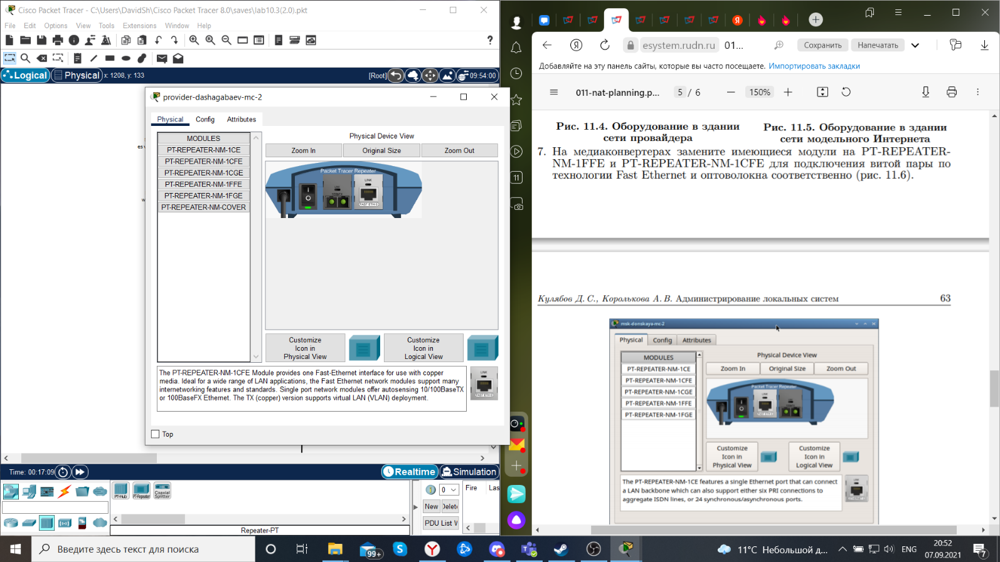 Cisco Packet Tracer - C:\Users\DavidSh\Cisco Packet Tracer 8.0\saves\lab10.3(2.0).pkt
File Edit Options View Tools Extensions Window Help
?
Logical Physical x: 1208, y: 133
[Root] 09:54:00
provider-dashagabaev-mc-2
Physical Config Attributes
MODULES
PT-REPEATER-NM-1CE
PT-REPEATER-NM-1CFE
PT-REPEATER-NM-1CGE
PT-REPEATER-NM-1FFE
PT-REPEATER-NM-1FGE
PT-REPEATER-NM-COVER
Physical Device View
Zoom In Original Size Zoom Out
Packet Tracer Repeater
LINK
LINK
FAST ETH 0
Customize
Icon in
Physical View
Customize
Icon in
Logical View
The PT-REPEATER-NM-1CFE Module provides one Fast-Ethernet interface for use with copper
media. Ideal for a wide range of LAN applications, the Fast Ethernet network modules support many
internetworking features and standards. Single port network modules offer autosensing 10/100BaseTX
or 100BaseFX Ethernet. The TX (copper) version supports virtual LAN (VLAN) deployment.
LINK
Top
Time: 00:17:09
Realtime Simulation
PT-Hub PT-Repeater Coaxial
Splitter
0
Fire Las
New
PDU List W
Repeater-PT
esystem.rudn.ru 01...
Сохранить Напечатать
Добавляйте на эту панель сайты, которые вы часто посещаете. Импортировать закладки
011-nat-planning.p... 5 / 6 150%
11
Рис. 11.4. Оборудование в здании
сети провайдера
Рис. 11.5. Оборудование в здании
сети модельного Интернета
7. На медиаконвертерах замените имеющиеся модули на PT-REPEATER-
NM-1FFE и PT-REPEATER-NM-1CFE для подключения витой пары по
технологии Fast Ethernet и оптоволокна соответственно (рис. 11.6).
Кулябов Д. С., Королькова А. В. Администрирование локальных систем 63
msk-donskaya-mc-2
Physical Config Attributes
MODULES
PT-REPEATER-NM-1CE
PT-REPEATER-NM-1CFE
PT-REPEATER-NM-1CGE
PT-REPEATER-NM-1FFE
PT-REPEATER-NM-1FGE
Physical Device View
Zoom In Original Size Zoom Out
Packet Tracer Repeater
Customize
Icon in
Physical View
Customize
Icon in
Logical View
The PT-REPEATER-NM-1CE features a single Ethernet port that can connect
a LAN backbone which can also support either six PRI connections to
aggregate ISDN lines, or 24 synchronous/asynchronous ports.
Введите здесь текст для поиска
99+
11°C Небольшой д...
ENG
20:52
07.09.2021
7